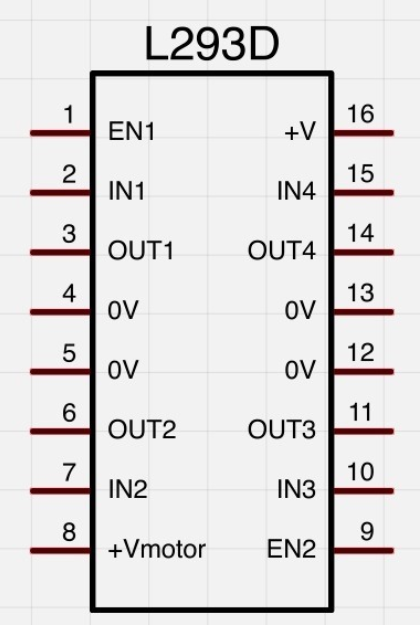 L293D
1 EN1 +V 16
2 IN1 IN4 15
3 OUT1 OUT4 14
4 0V 0V 13
5 0V 0V 12
6 OUT2 OUT3 11
7 IN2 IN3 10
8 +Vmotor EN2 9